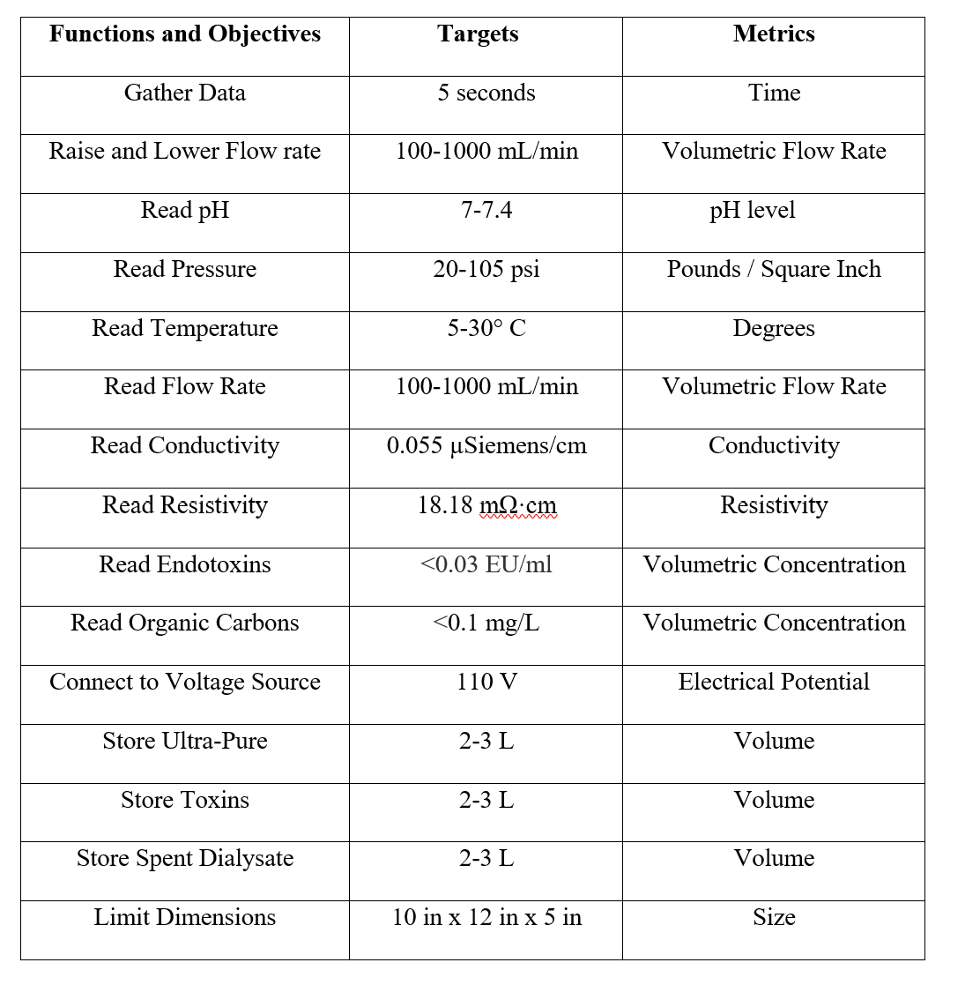 Functions and Objectives Targets Metrics
Gather Data 5 seconds Time
Raise and Lower Flow rate 100-1000 mL/min Volumetric Flow Rate
Read pH 7-7.4 pH level
Read Pressure 20-105 psi Pounds / Square Inch
Read Temperature 5-30° C Degrees
Read Flow Rate 100-1000 mL/min Volumetric Flow Rate
Read Conductivity 0.055 µSiemens/cm Conductivity
Read Resistivity 18.18 mΩ·cm Resistivity
Read Endotoxins <0.03 EU/ml Volumetric Concentration
Read Organic Carbons <0.1 mg/L Volumetric Concentration
Connect to Voltage Source 110 V Electrical Potential
Store Ultra-Pure 2-3 L Volume
Store Toxins 2-3 L Volume
Store Spent Dialysate 2-3 L Volume
Limit Dimensions 10 in x 12 in x 5 in Size